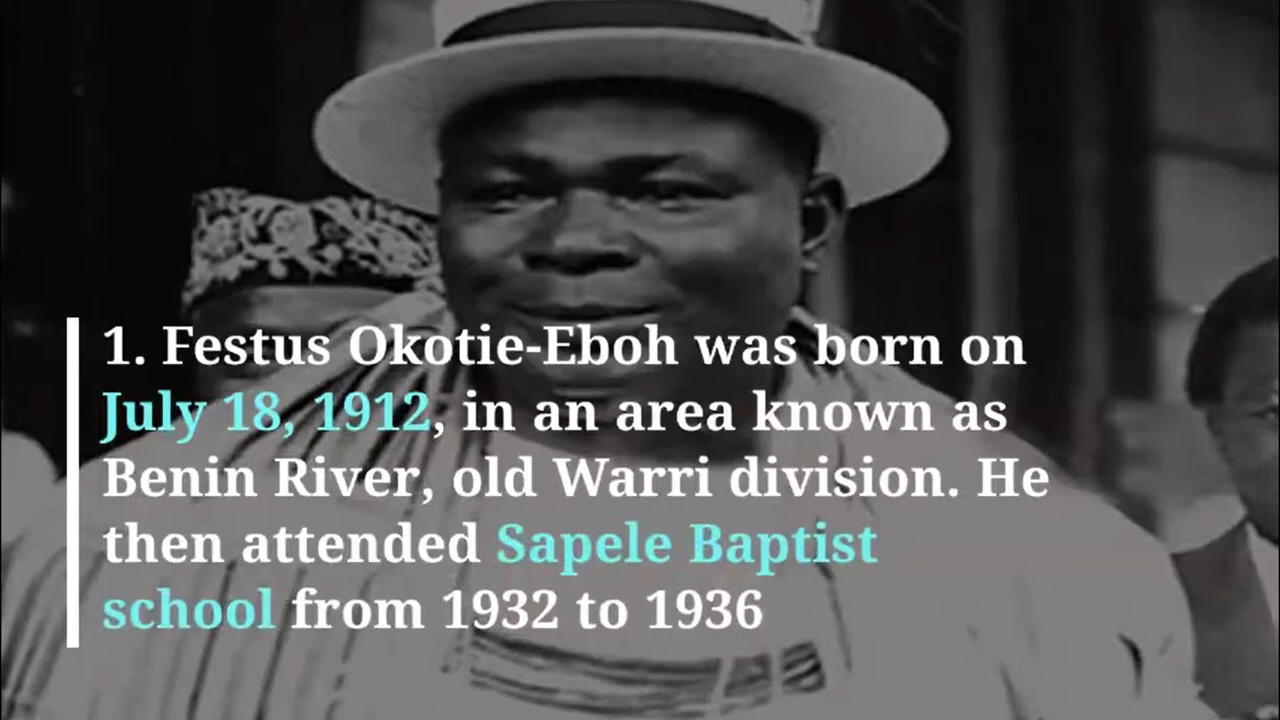 1. Festus Okotie-Eboh was born on
July 18, 1912, in an area known as
Benin River, old Warri division. He
then attended Sapele Baptist
school from 1932 to 1936